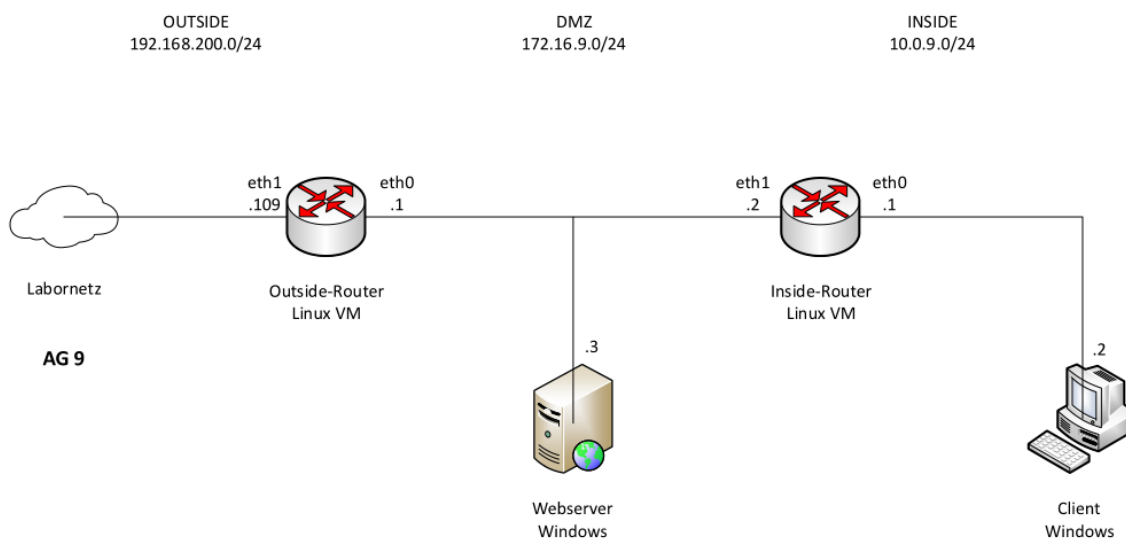 OUTSIDE
192.168.200.0/24
DMZ
172.16.9.0/24
INSIDE
10.0.9.0/24
eth1
.109
eth0
.1
eth1
.2
eth0
.1
Labornetz
Outside-Router
Linux VM
Inside-Router
Linux VM
AG 9
.3
.2
Webserver
Windows
Client
Windows